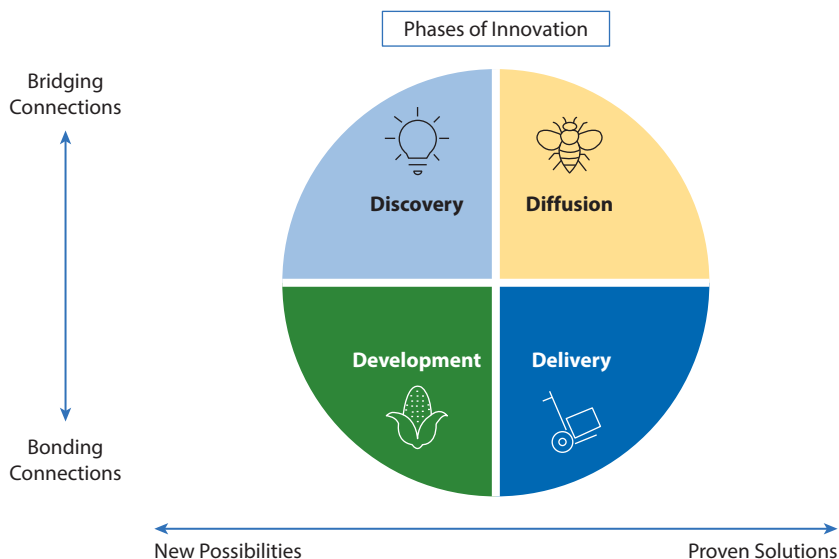 Phases of Innovation
Bridging
Connections
Discovery
Diffusion
Development
Delivery
Bonding
Connections
New Possibilities
Proven Solutions